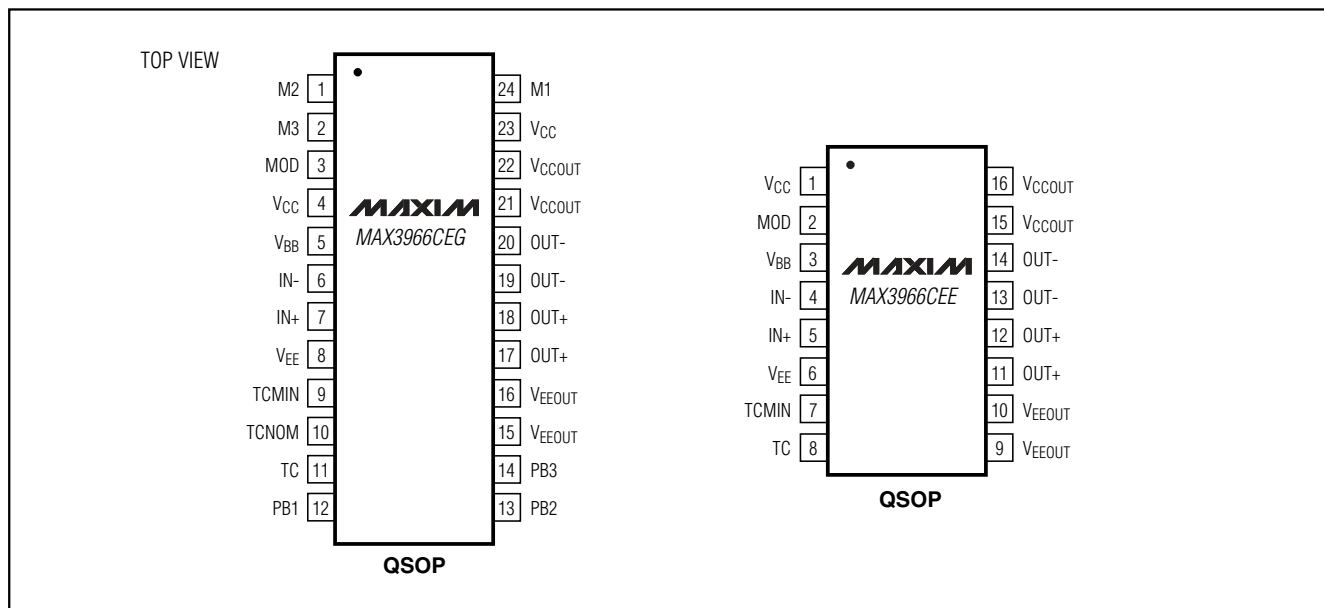 TOP VIEW
M2 1
M3 2
MOD 3
VCC 4
VBB 5
IN- 6
IN+ 7
VEE 8
TCMIN 9
TCNOM 10
TC 11
PB1 12
MAXIM
MAX3966CEG
24 M1
23 VCC
22 VCCOUT
21 VCCOUT
20 OUT-
19 OUT-
18 OUT+
17 OUT+
16 VEEOUT
15 VEEOUT
14 PB3
13 PB2
QSOP
VCC 1
MOD 2
VBB 3
IN- 4
IN+ 5
VEE 6
TCMIN 7
TC 8
MAXIM
MAX3966CEE
16 VCCOUT
15 VCCOUT
14 OUT-
13 OUT-
12 OUT+
11 OUT+
10 VEEOUT
9 VEEOUT
QSOP